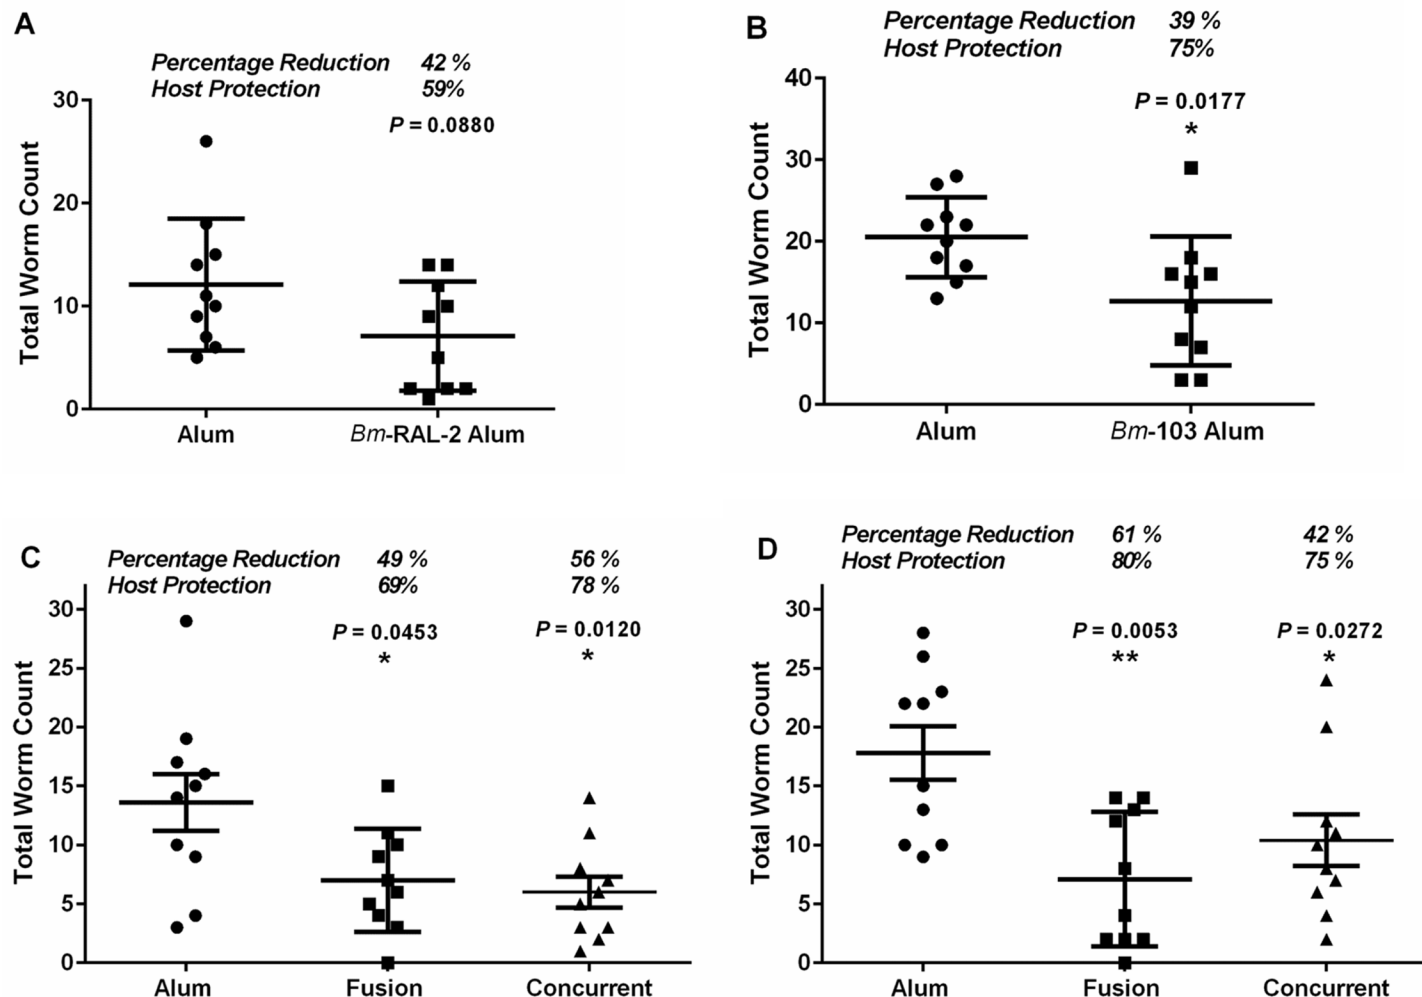 A
Percentage Reduction 42 %
Host Protection 59%
P = 0.0880
30
20
10
0
Total Worm Count
Alum Bm-RAL-2 Alum
B
Percentage Reduction 39 %
Host Protection 75%
P = 0.0177
*
40
30
20
10
0
Total Worm Count
Alum Bm-103 Alum
C
Percentage Reduction 49 % 56 %
Host Protection 69% 78 %
P = 0.0453 P = 0.0120
* *
30
25
20
15
10
5
0
Total Worm Count
Alum Fusion Concurrent
D
Percentage Reduction 61 % 42 %
Host Protection 80% 75 %
P = 0.0053 P = 0.0272
** *
30
25
20
15
10
5
0
Total Worm Count
Alum Fusion Concurrent